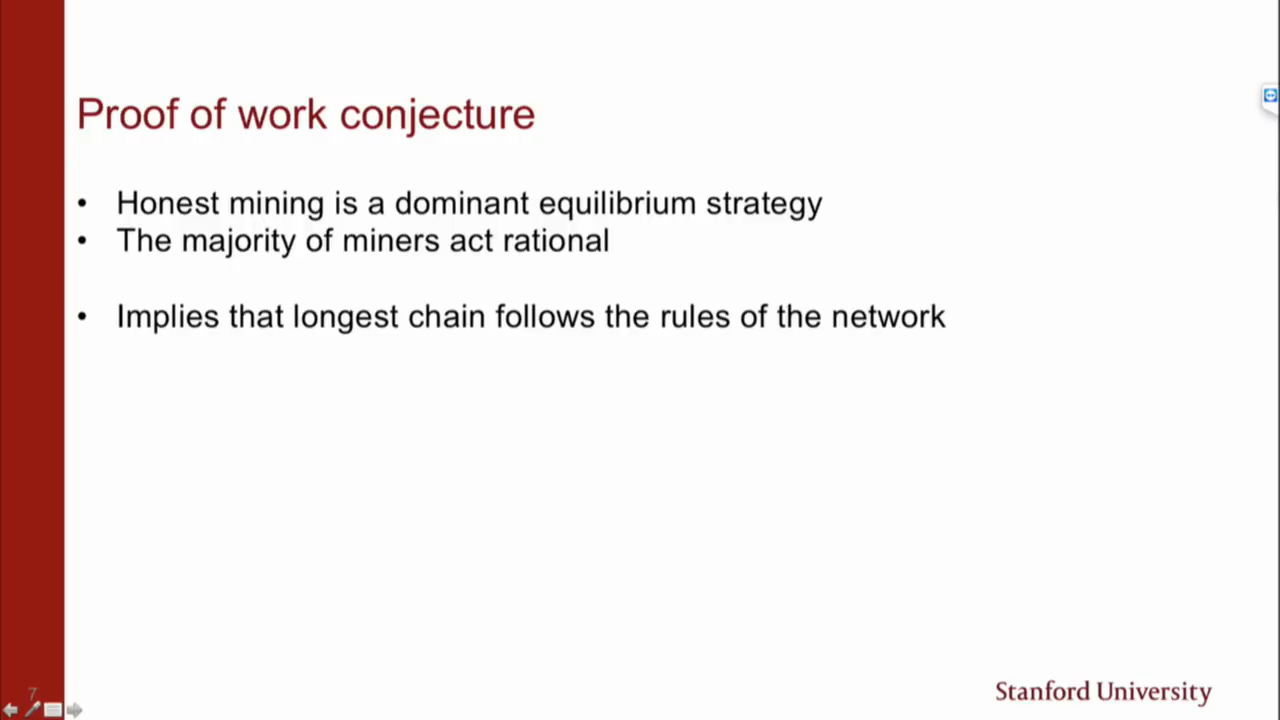 Proof of work conjecture
• Honest mining is a dominant equilibrium strategy
• The majority of miners act rational
• Implies that longest chain follows the rules of the network
7
Stanford University